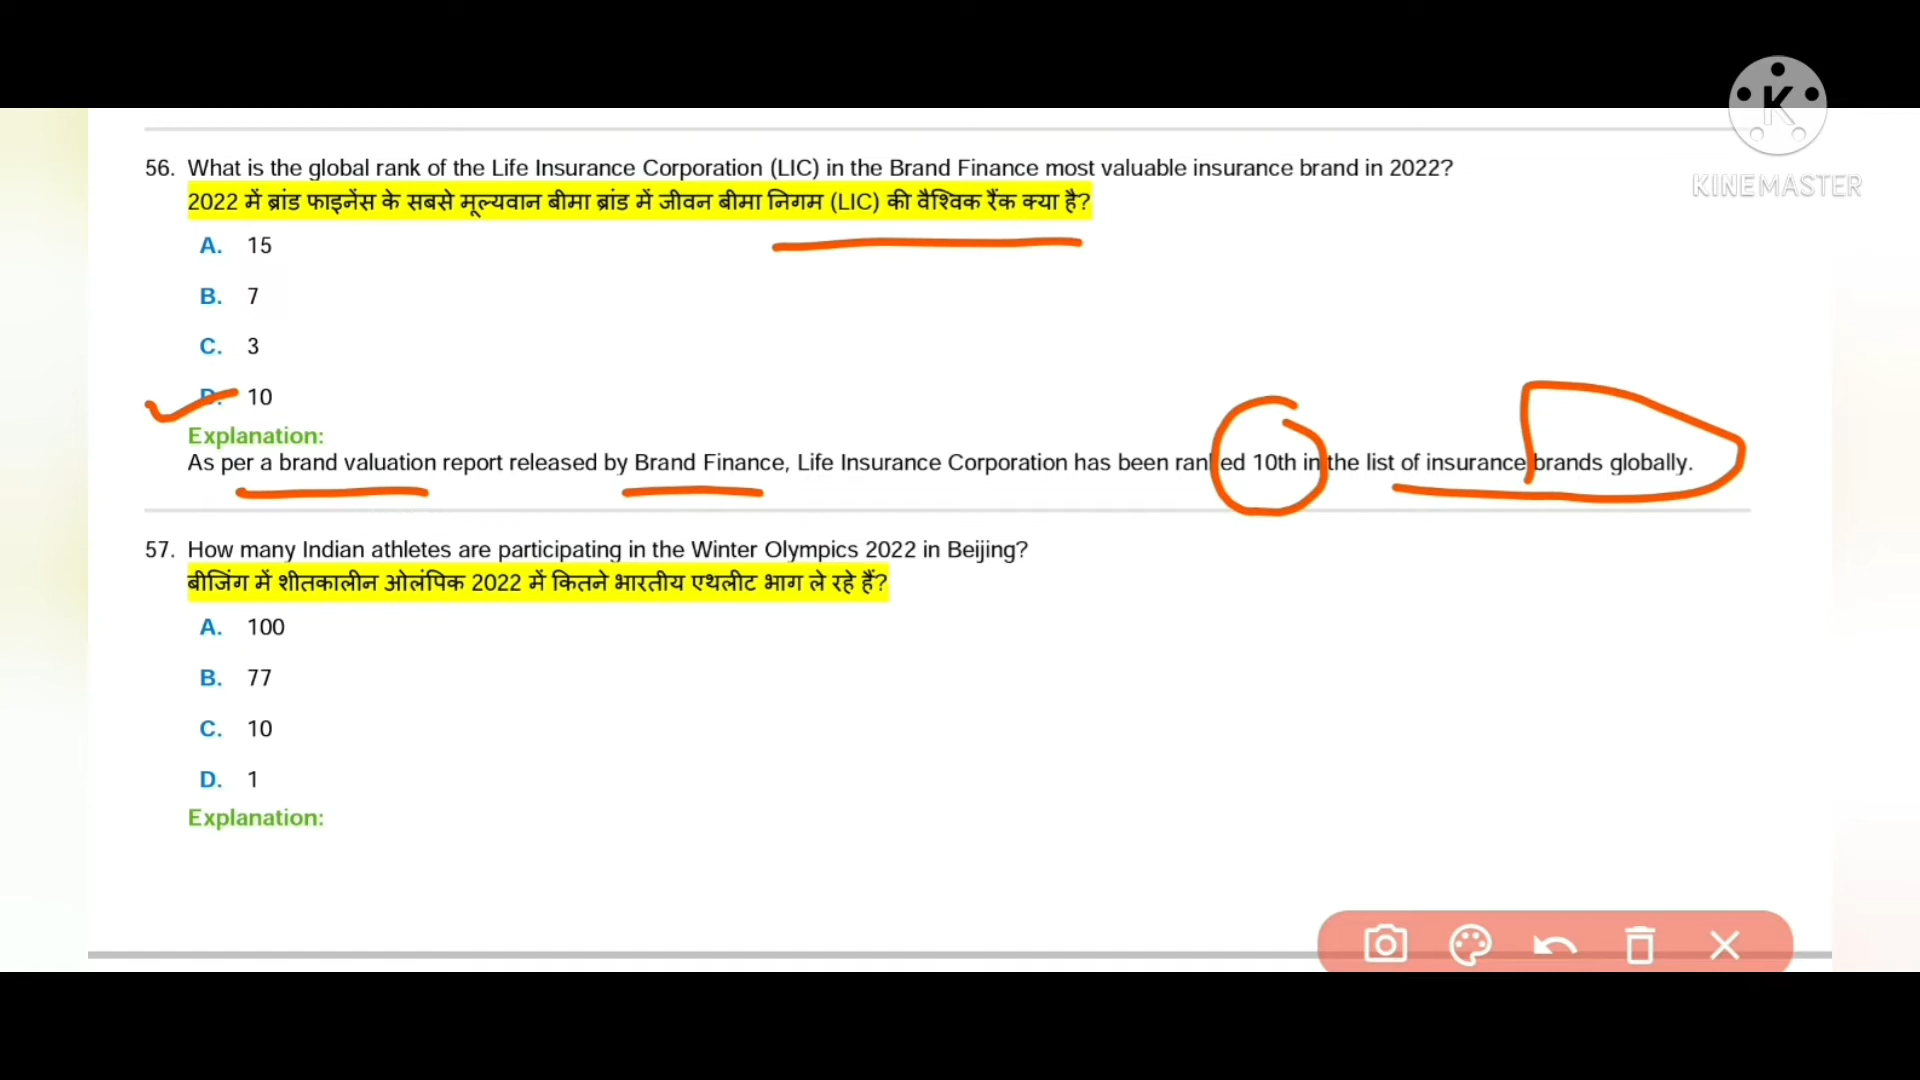 KINEMASTER
56. What is the global rank of the Life Insurance Corporation (LIC) in the Brand Finance most valuable insurance brand in 2022?
2022 में ब्रांड फाइनेंस के सबसे मूल्यवान बीमा ब्रांड में जीवन बीमा निगम (LIC) की वैश्विक रैंक क्या है?
A. 15
B. 7
C. 3
D. 10
Explanation:
As per a brand valuation report released by Brand Finance, Life Insurance Corporation has been ranked 10th in the list of insurance brands globally.
57. How many Indian athletes are participating in the Winter Olympics 2022 in Beijing?
बीजिंग में शीतकालीन ओलंपिक 2022 में कितने भारतीय एथलीट भाग ले रहे हैं?
A. 100
B. 77
C. 10
D. 1
Explanation: